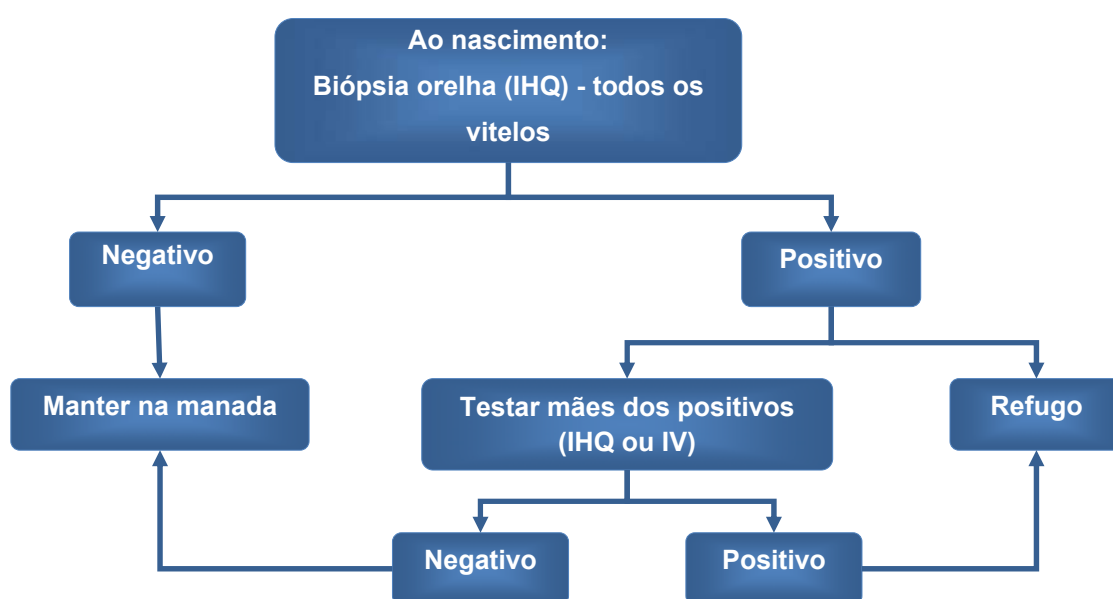 Ao nascimento:
Biópsia orelha (IHQ) - todos os
vitelos
Negativo
Positivo
Manter na manada
Testar mães dos positivos
(IHQ ou IV)
Refugo
Negativo
Positivo